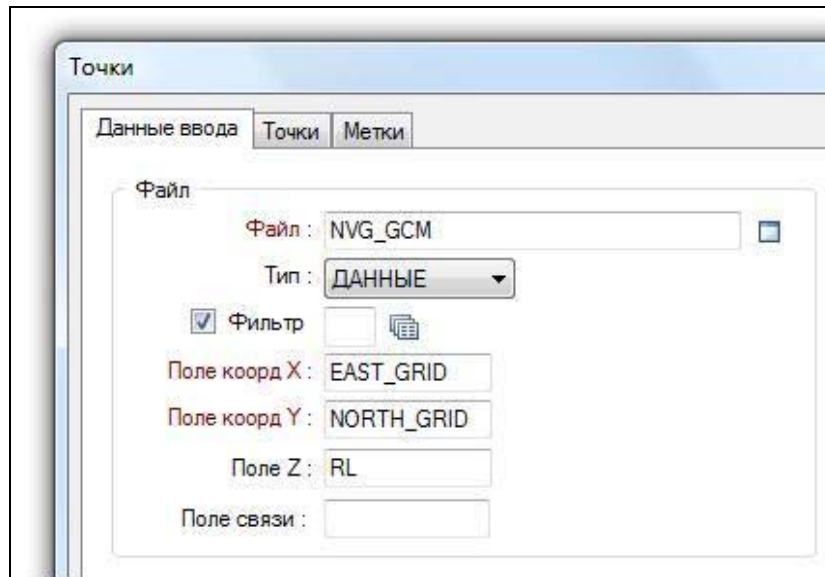 Точки
Данные ввода Точки Метки
Файл
Файл : NVG_GCM
Тип : ДАННЫЕ
Фильтр
Поле коорд X : EAST_GRID
Поле коорд Y : NORTH_GRID
Поле Z : RL
Поле связи :